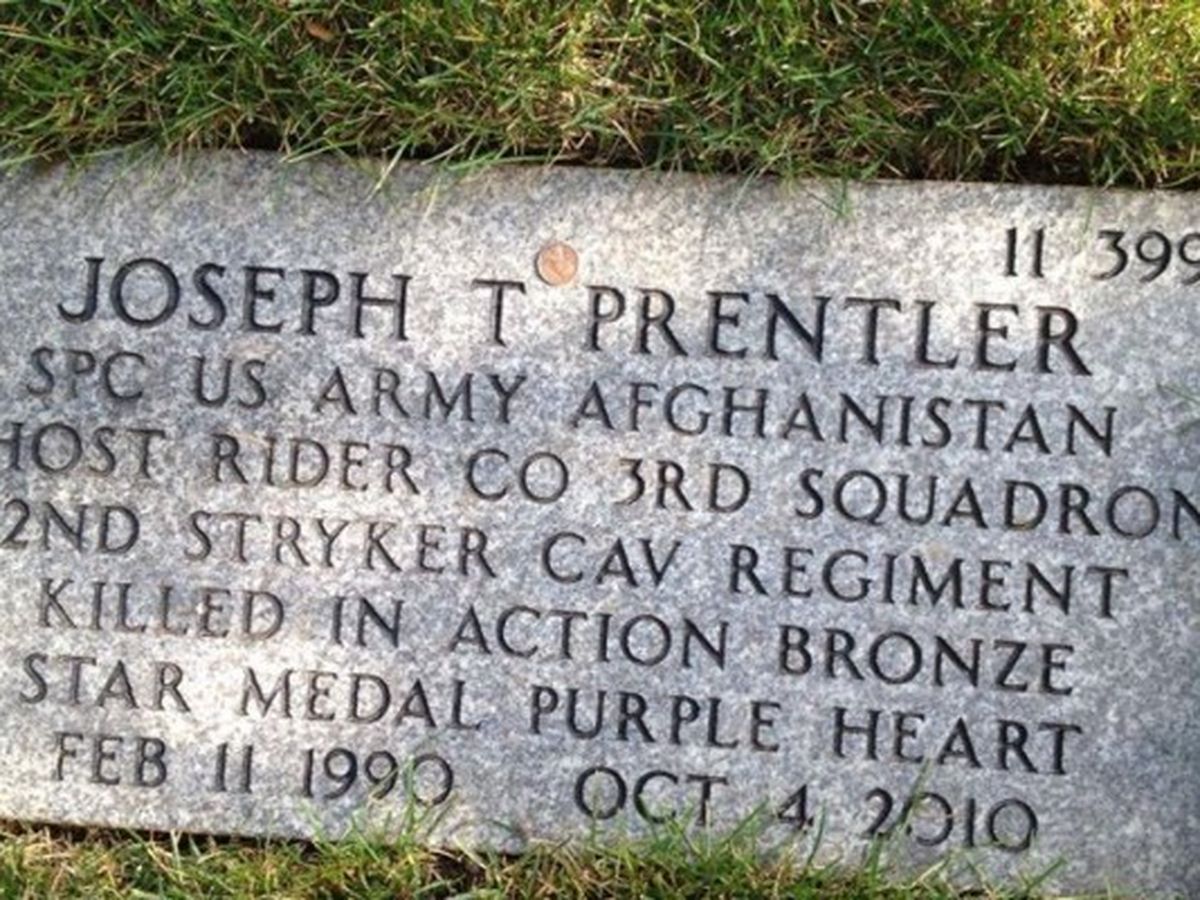 11 399
JOSEPH T PRENTLER
SPC US ARMY AFGHANISTAN
HOST RIDER CO 3RD SQUADRON
2ND STRYKER CAV REGIMENT
KILLED IN ACTION BRONZE
STAR MEDAL PURPLE HEART
FEB 11 1990 OCT 4 2010